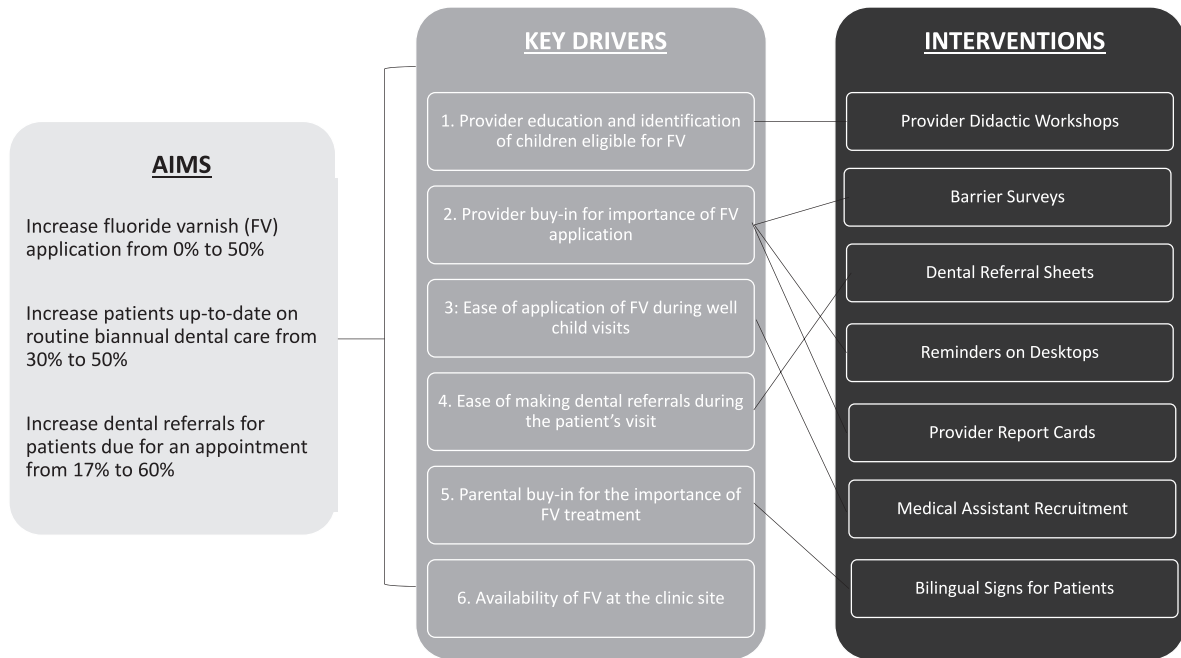 AIMS
Increase fluoride varnish (FV)
application from 0% to 50%
Increase patients up-to-date on
routine biannual dental care from
30% to 50%
Increase dental referrals for
patients due for an appointment
from 17% to 60%
KEY DRIVERS
1. Provider education and identification
of children eligible for FV
2. Provider buy-in for importance of FV
application
3: Ease of application of FV during well
child visits
4. Ease of making dental referrals during
the patient’s visit
5. Parental buy-in for the importance of
FV treatment
6. Availability of FV at the clinic site
INTERVENTIONS
Provider Didactic Workshops
Barrier Surveys
Dental Referral Sheets
Reminders on Desktops
Provider Report Cards
Medical Assistant Recruitment
Bilingual Signs for Patients